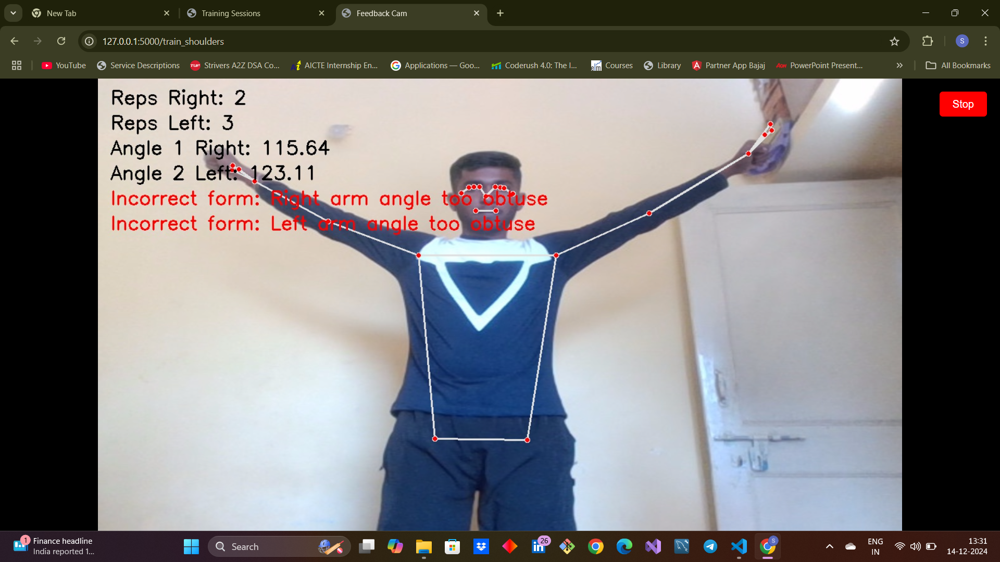 New Tab
Training Sessions
Feedback Cam
127.0.0.1:5000/train_shoulders
S
YouTube
Service Descriptions
TUF
Strivers A2Z DSA Co...
AICTE Internship En...
Applications — Goo...
Coderush 4.0: The I...
elm
Courses
Library
Partner App Bajaj
AON
PowerPoint Present...
All Bookmarks
Reps Right: 2
Reps Left: 3
Angle 1 Right: 115.64
Angle 2 Left: 123.11
Incorrect form: Right arm angle too obtuse
Incorrect form: Left arm angle too obtuse
Stop
1
Finance headline
India reported 1...
Search
26
S
ENG
IN
13:31
14-12-2024